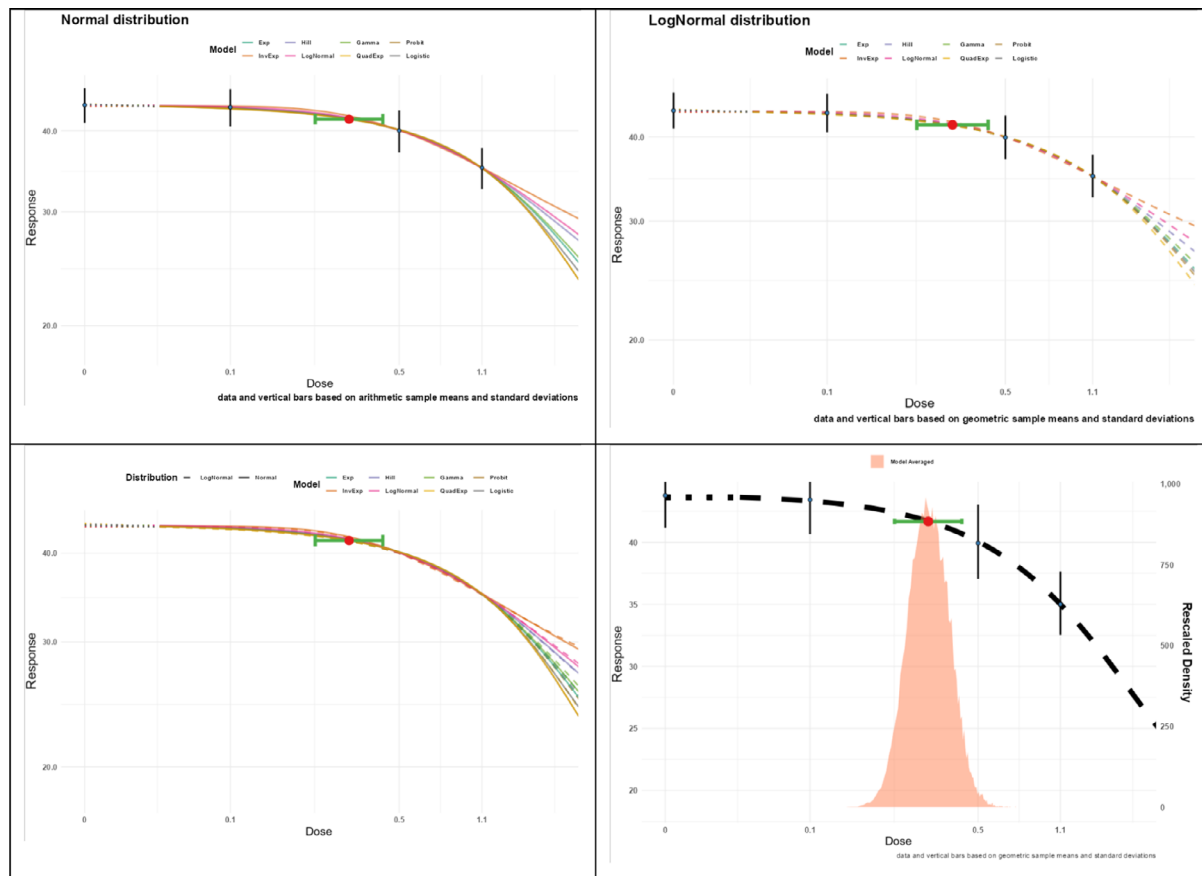 Normal distribution
Model
Exp Hill Gamma Probit
InvExp LogNormal QuadExp Logistic
Response
40.0
30.0
20.0
0 0.1 0.5 1.1
Dose
data and vertical bars based on arithmetic sample means and standard deviations
LogNormal distribution
Model
Exp Hill Gamma Probit
InvExp LogNormal QuadExp Logistic
Response
40.0
30.0
20.0
0 0.1 0.5 1.1
Dose
data and vertical bars based on geometric sample means and standard deviations
Distribution LogNormal Normal Model
Exp Hill Gamma Probit
InvExp LogNormal QuadExp Logistic
Response
40.0
30.0
20.0
0 0.1 0.5 1.1
Dose
Model Averaged
Response
40
35
30
25
20
1,000
750
500
250
0
Rescaled Density
0 0.1 0.5 1.1
Dose
data and vertical bars based on geometric sample means and standard deviations